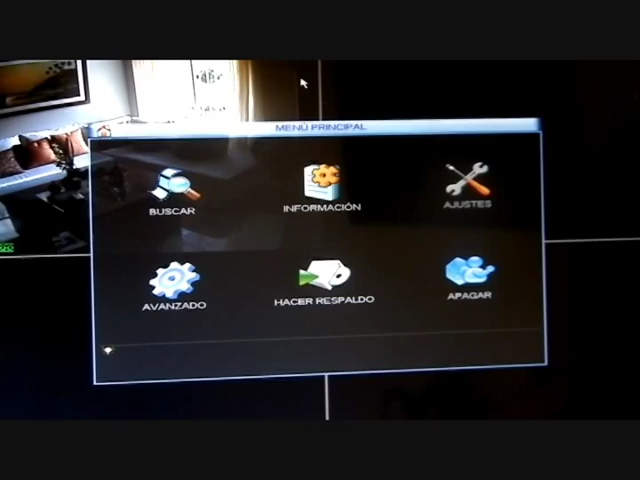 MENÚ PRINCIPAL
BUSCAR
INFORMACIÓN
AJUSTES
AVANZADO
HACER RESPALDO
APAGAR